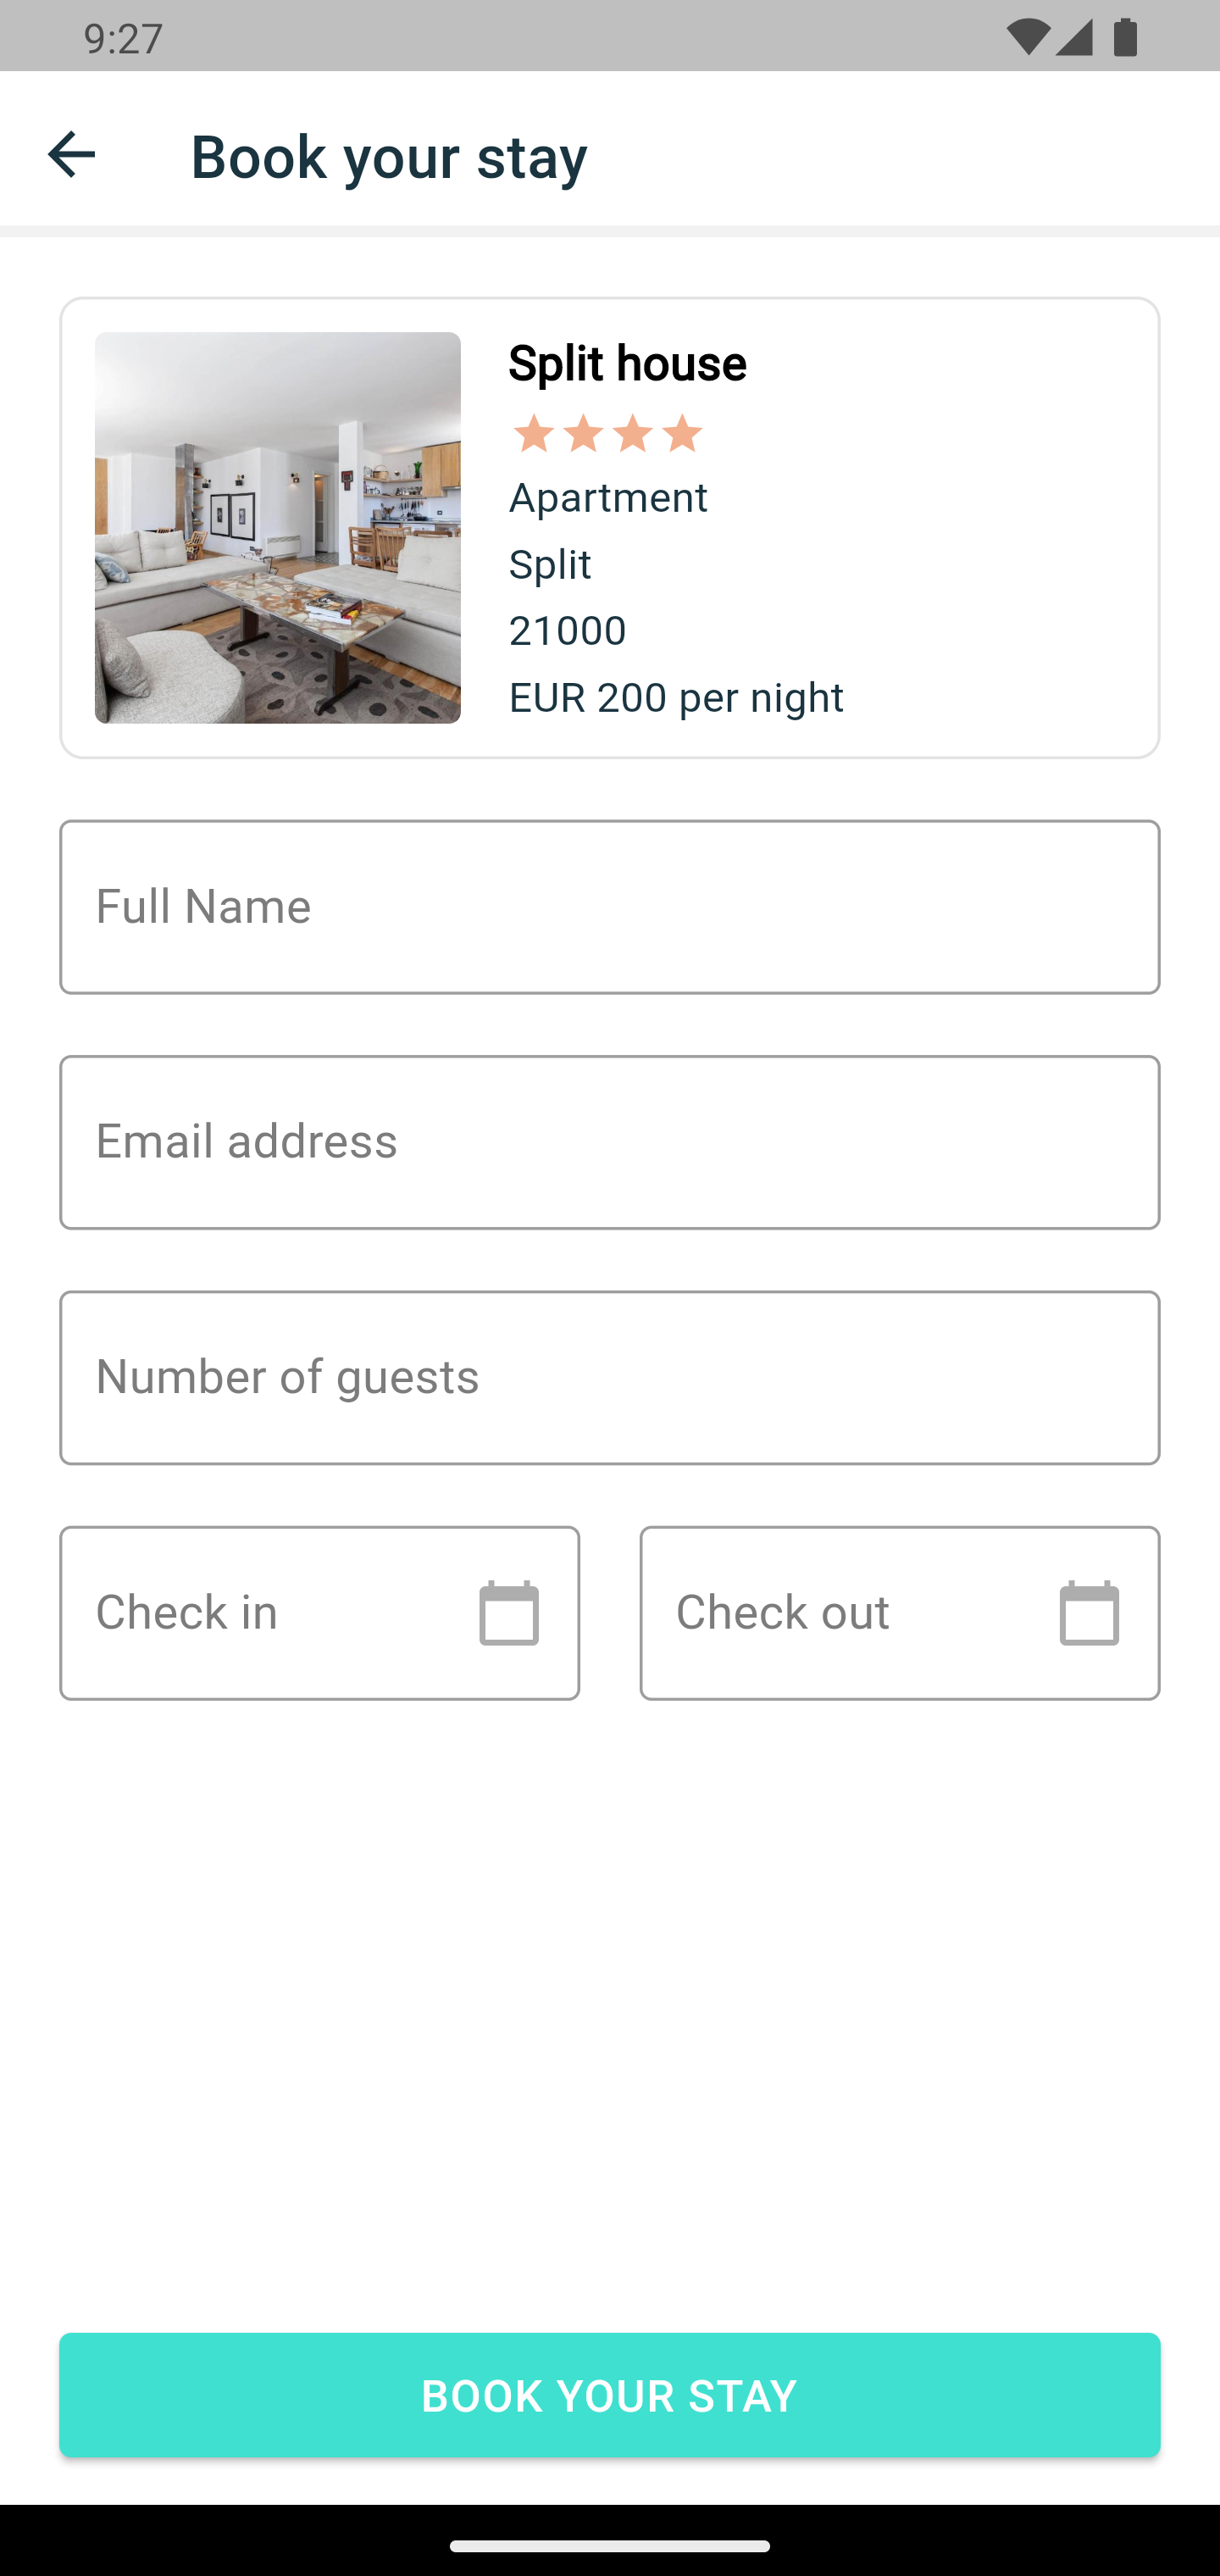 9:27
Book your stay
Split house
Apartment
Split
21000
EUR 200 per night
Full Name
Email address
Number of guests
Check in
Check out
BOOK YOUR STAY